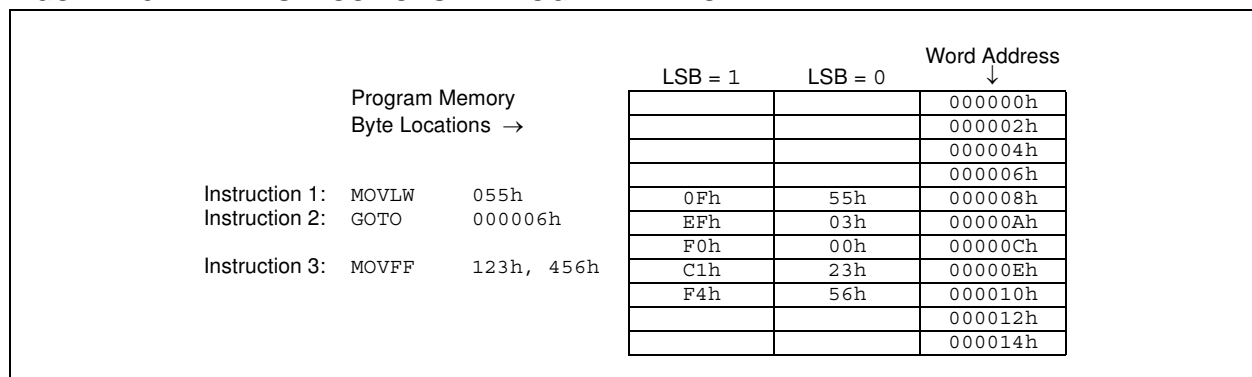 Word Address
LSB = 1 LSB = 0 ↓
Program Memory 000000h
Byte Locations → 000002h
000004h
000006h
Instruction 1: MOVLW 055h 0Fh 55h 000008h
Instruction 2: GOTO 000006h EFh 03h 00000Ah
F0h 00h 00000Ch
Instruction 3: MOVFF 123h, 456h C1h 23h 00000Eh
F4h 56h 000010h
000012h
000014h